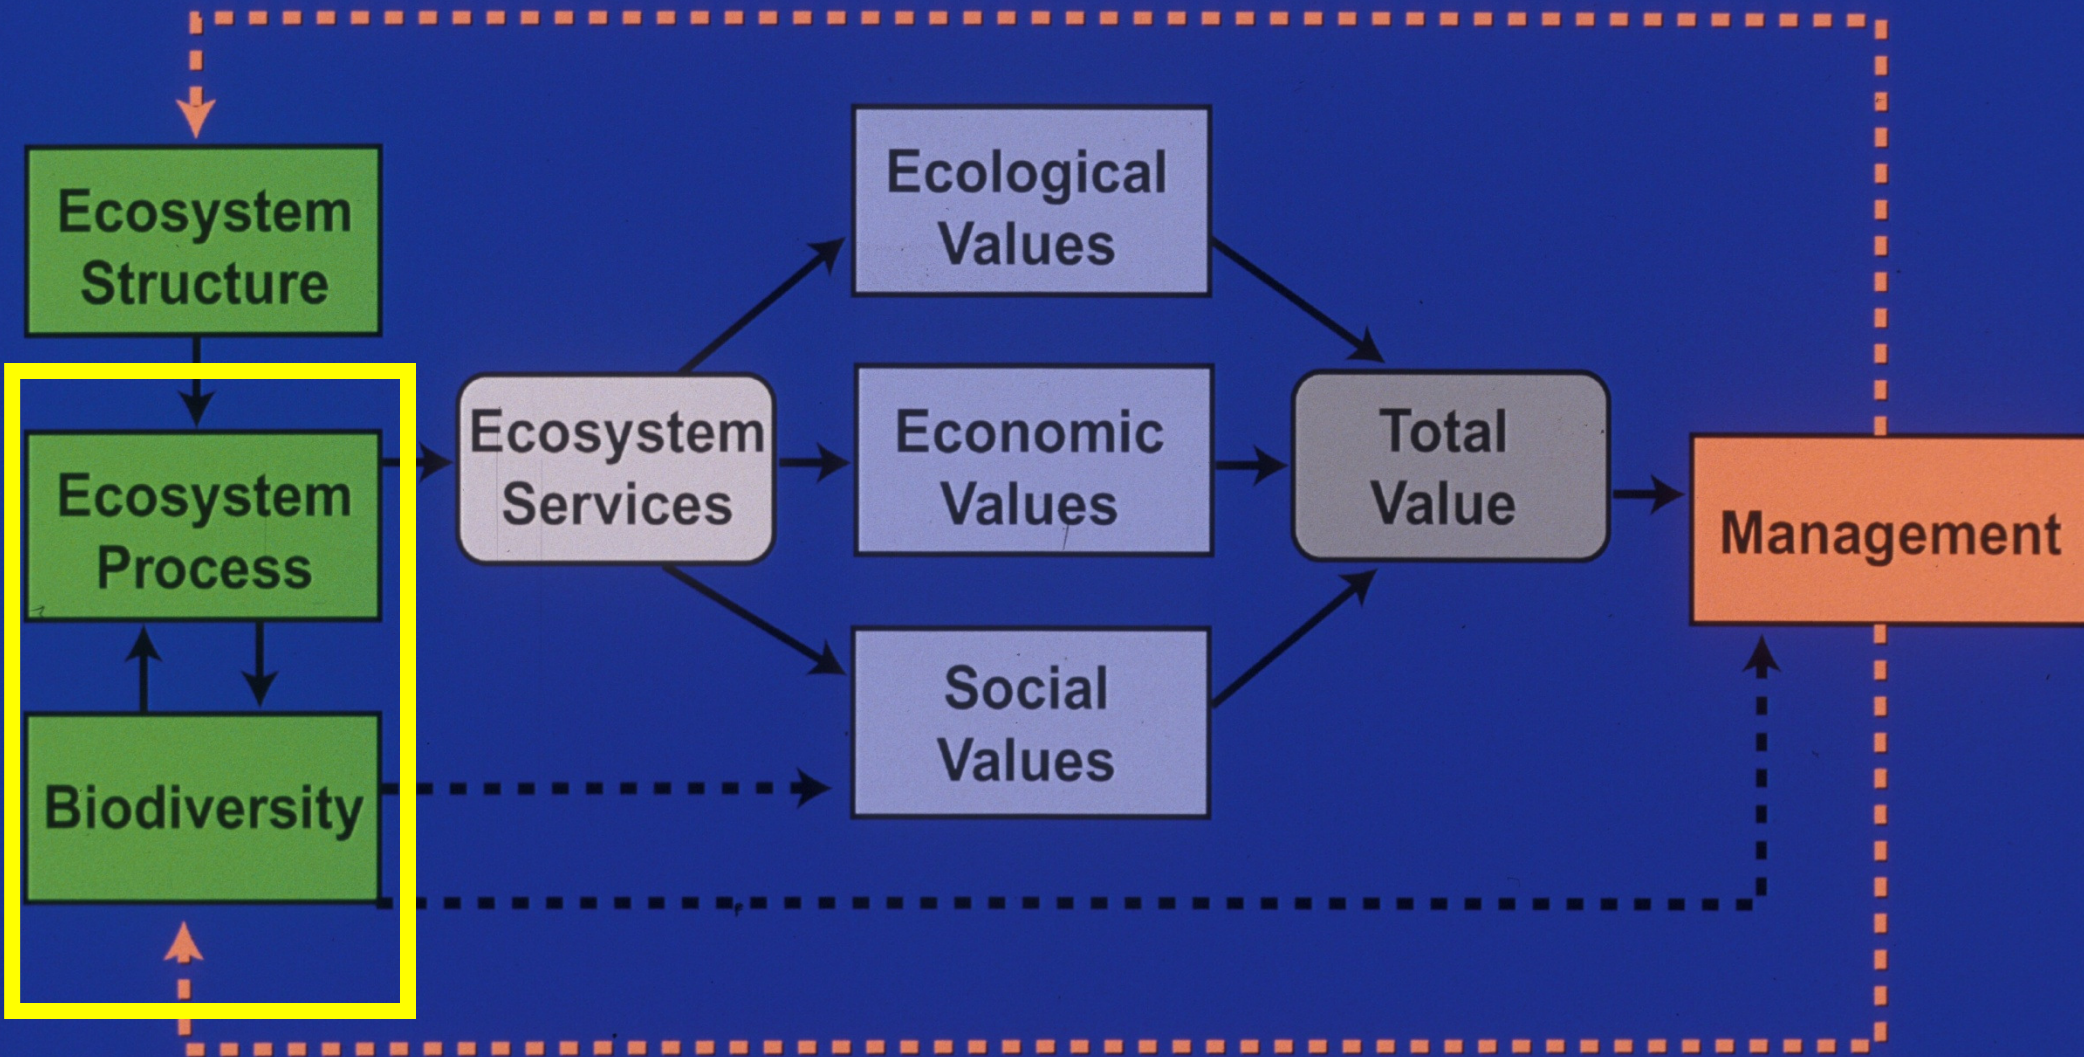 Ecosystem
Structure
Ecosystem
Process
Biodiversity
Ecosystem
Services
Ecological
Values
Economic
Values
Social
Values
Total
Value
Management